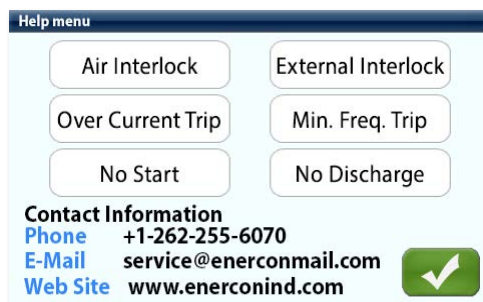 Help menu
Air Interlock External Interlock
Over Current Trip Min. Freq. Trip
No Start No Discharge
Contact Information
Phone +1-262-255-6070
E-Mail service@enerconmail.com
Web Site www.enerconind.com